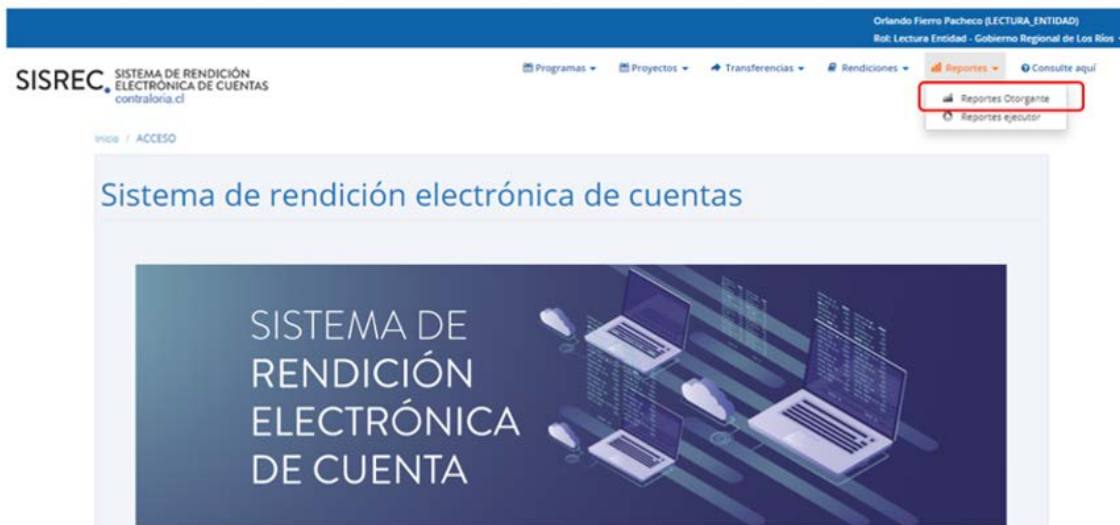 Orlando Fierro Pacheco (LECTURA_ENTIDAD)
Rol: Lectura Entidad - Gobierno Regional de Los Ríos
SISREC. SISTEMA DE RENDICIÓN
ELECTRÓNICA DE CUENTAS
contraloria.cl
Programas Proyectos Transferencias Rendiciones Reportes Consulte aquí
Reportes Otorgante
Reportes ejecutor
Inicio / ACCESO
Sistema de rendición electrónica de cuentas
SISTEMA DE
RENDICIÓN
ELECTRÓNICA
DE CUENTA